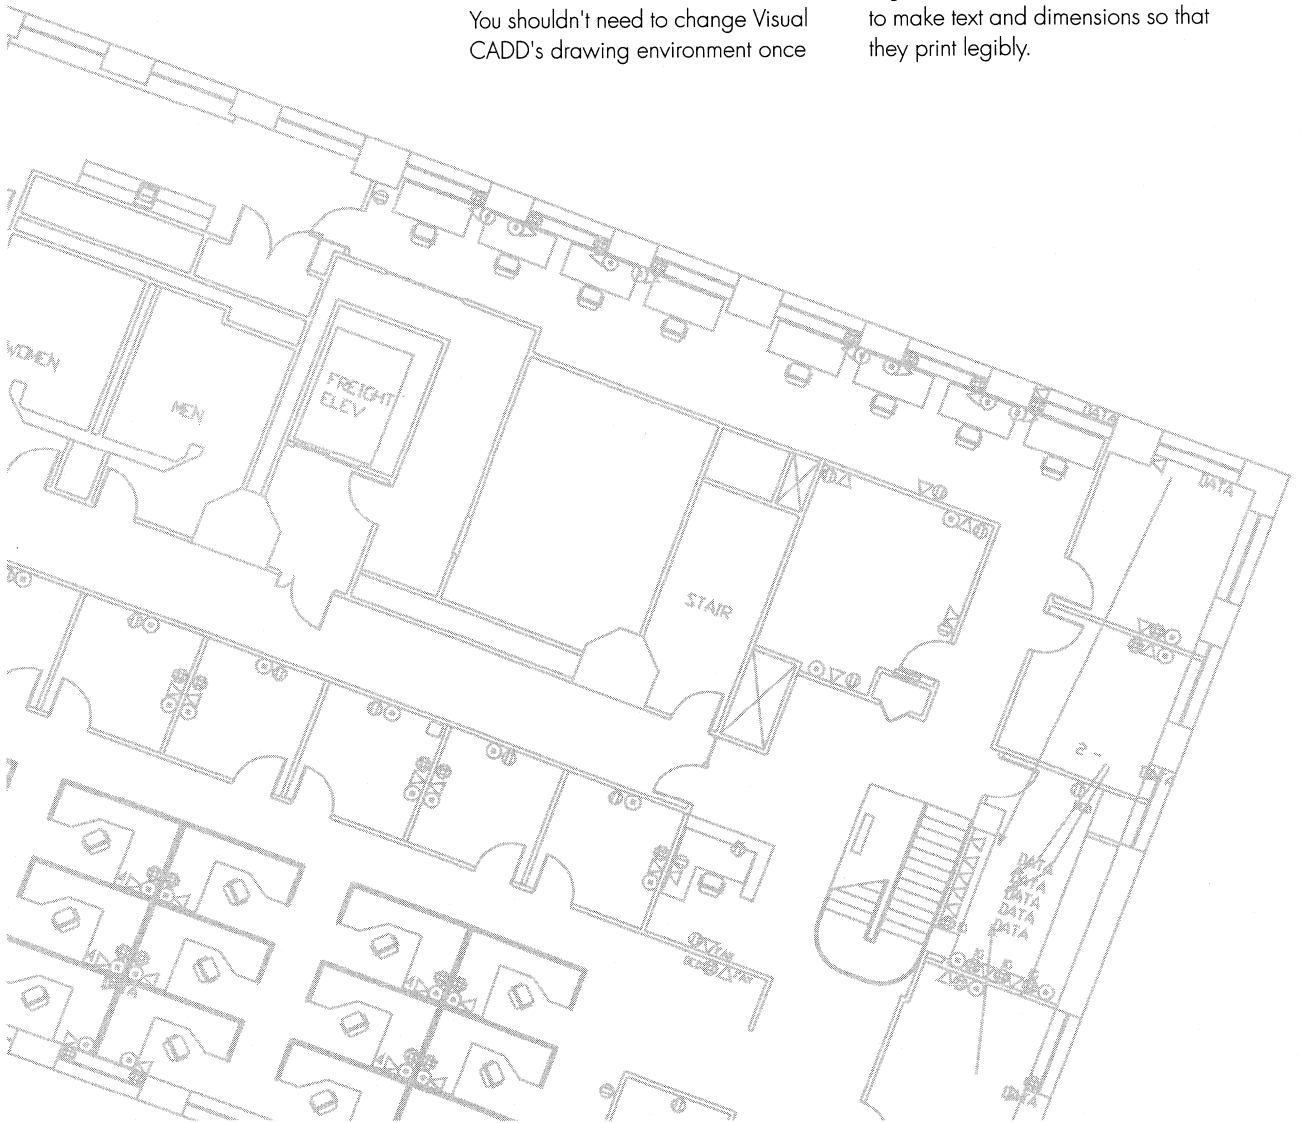 You shouldn't need to change Visual
CADD's drawing environment once
to make text and dimensions so that
they print legibly.
WOMEN
MEN
FREIGHT
ELEV
STAIR
DATA
DATA
DATA
DATA
DATA
DATA
DATA
DATA
DATA